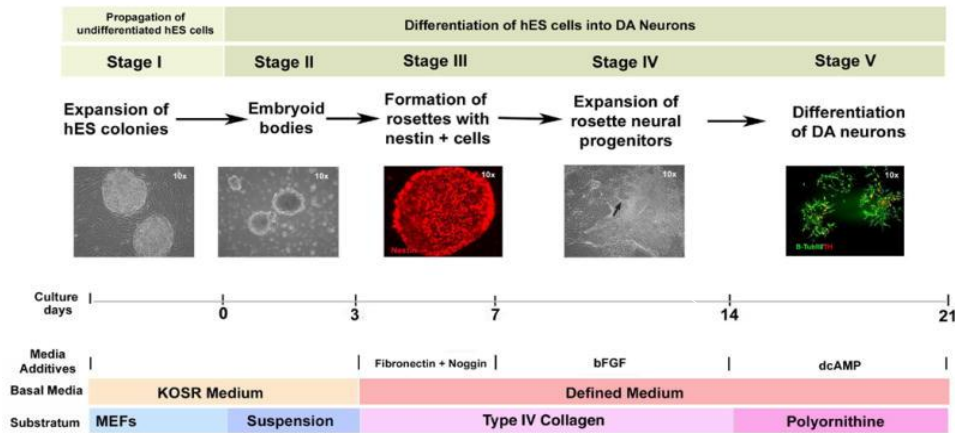 Propagation of
undifferentiated hES cells
Differentiation of hES cells into DA Neurons
Stage I
Stage II
Stage III
Stage IV
Stage V
Expansion of
hES colonies
Embryoid
bodies
Formation of
rosettes with
nestin + cells
Expansion of
rosette neural
progenitors
Differentiation
of DA neurons
10x
10x
10x
10x
10x
Nestin
B-TubIII/TH
Culture
days
0
3
7
14
21
Media
Additives
Fibronectin + Noggin
bFGF
dcAMP
Basal Media
KOSR Medium
Defined Medium
Substratum
MEFs
Suspension
Type IV Collagen
Polyornithine